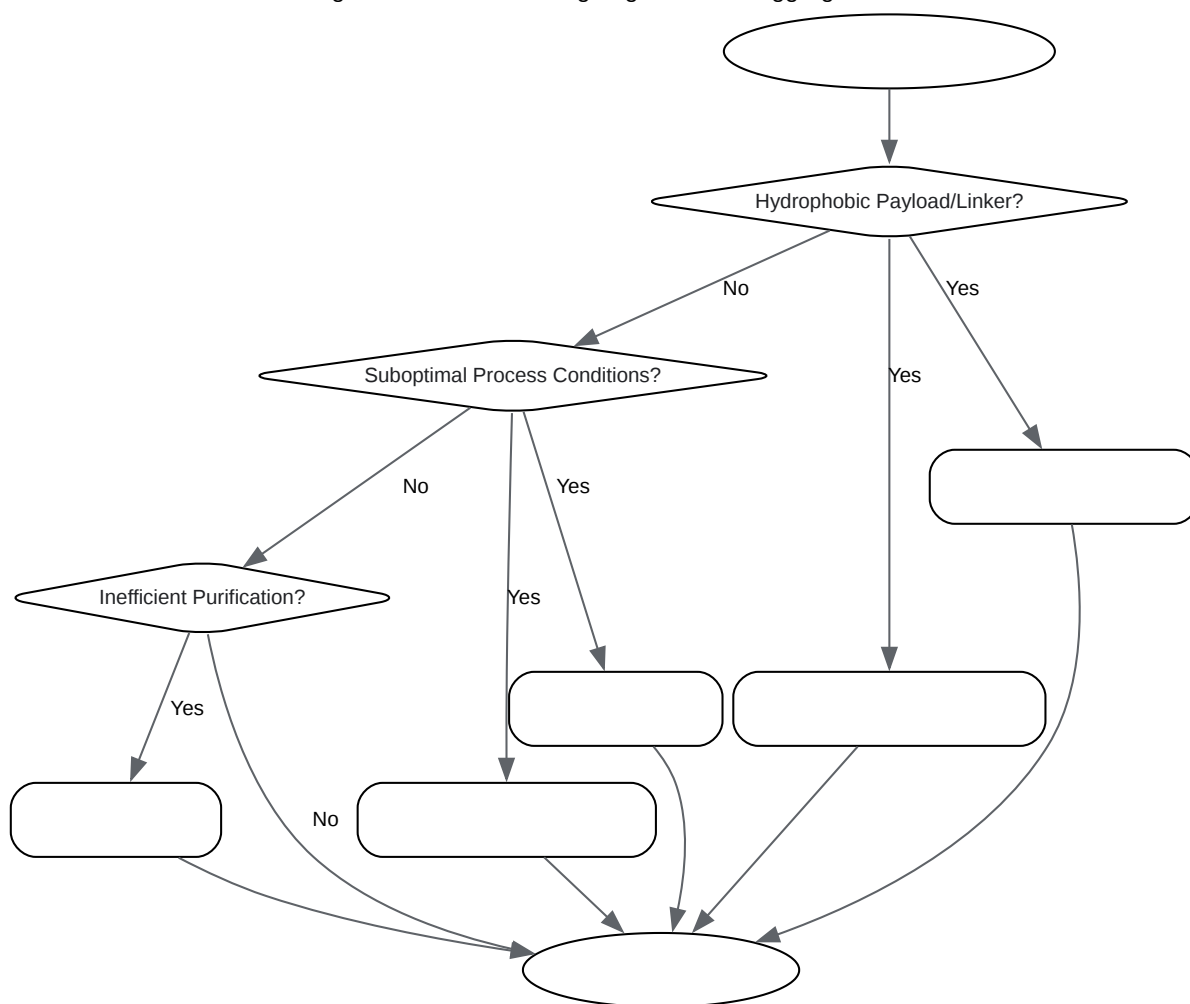 Hydrophobic Payload/Linker?
No
Yes
Suboptimal Process Conditions?
Yes
No
Yes
Inefficient Purification?
Yes
Yes
No